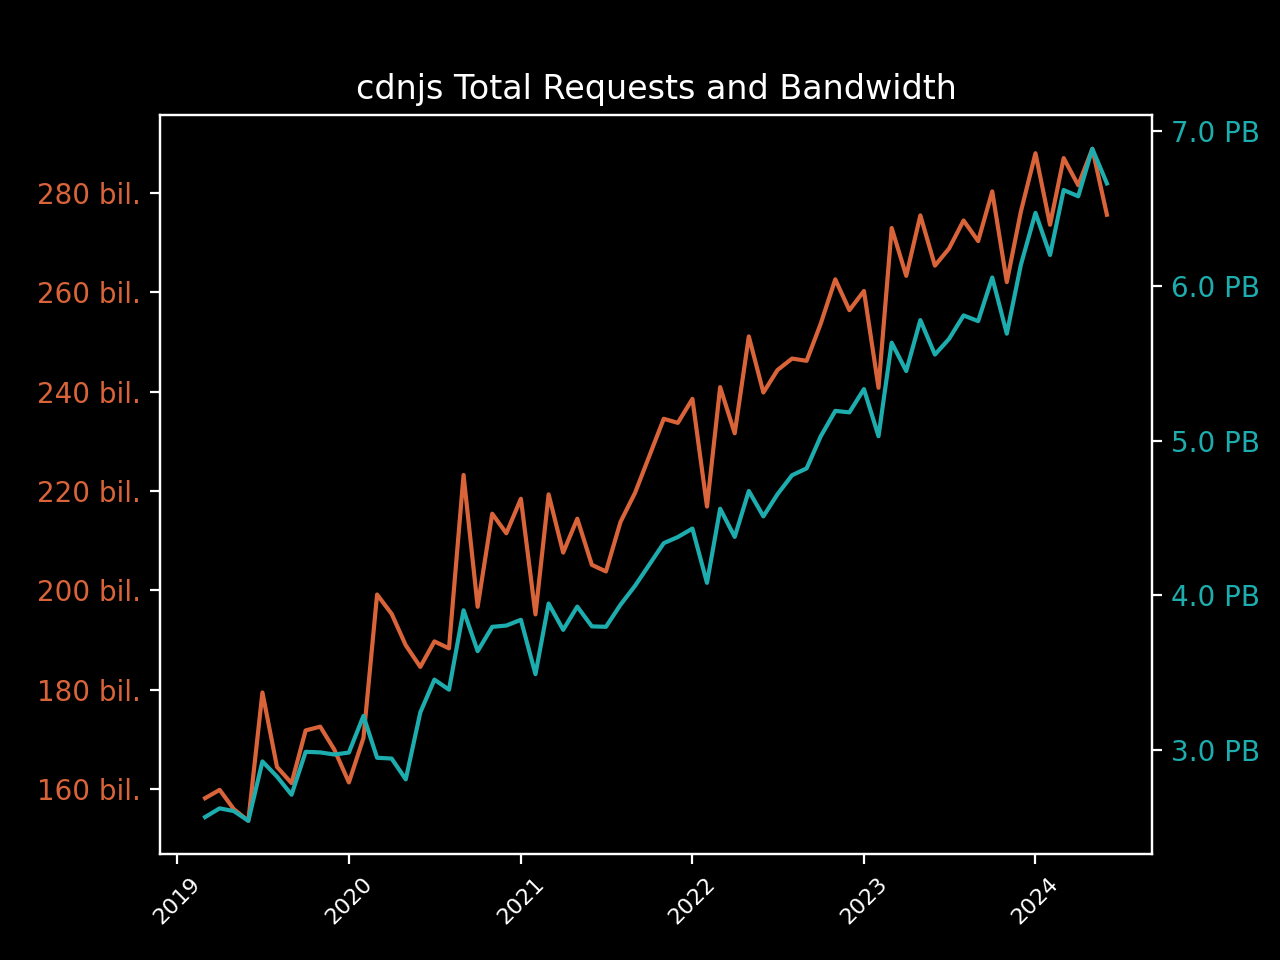 cdnjs Total Requests and Bandwidth
280 bil.
260 bil.
240 bil.
220 bil.
200 bil.
180 bil.
160 bil.
7.0 PB
6.0 PB
5.0 PB
4.0 PB
3.0 PB
2019
2020
2021
2022
2023
2024